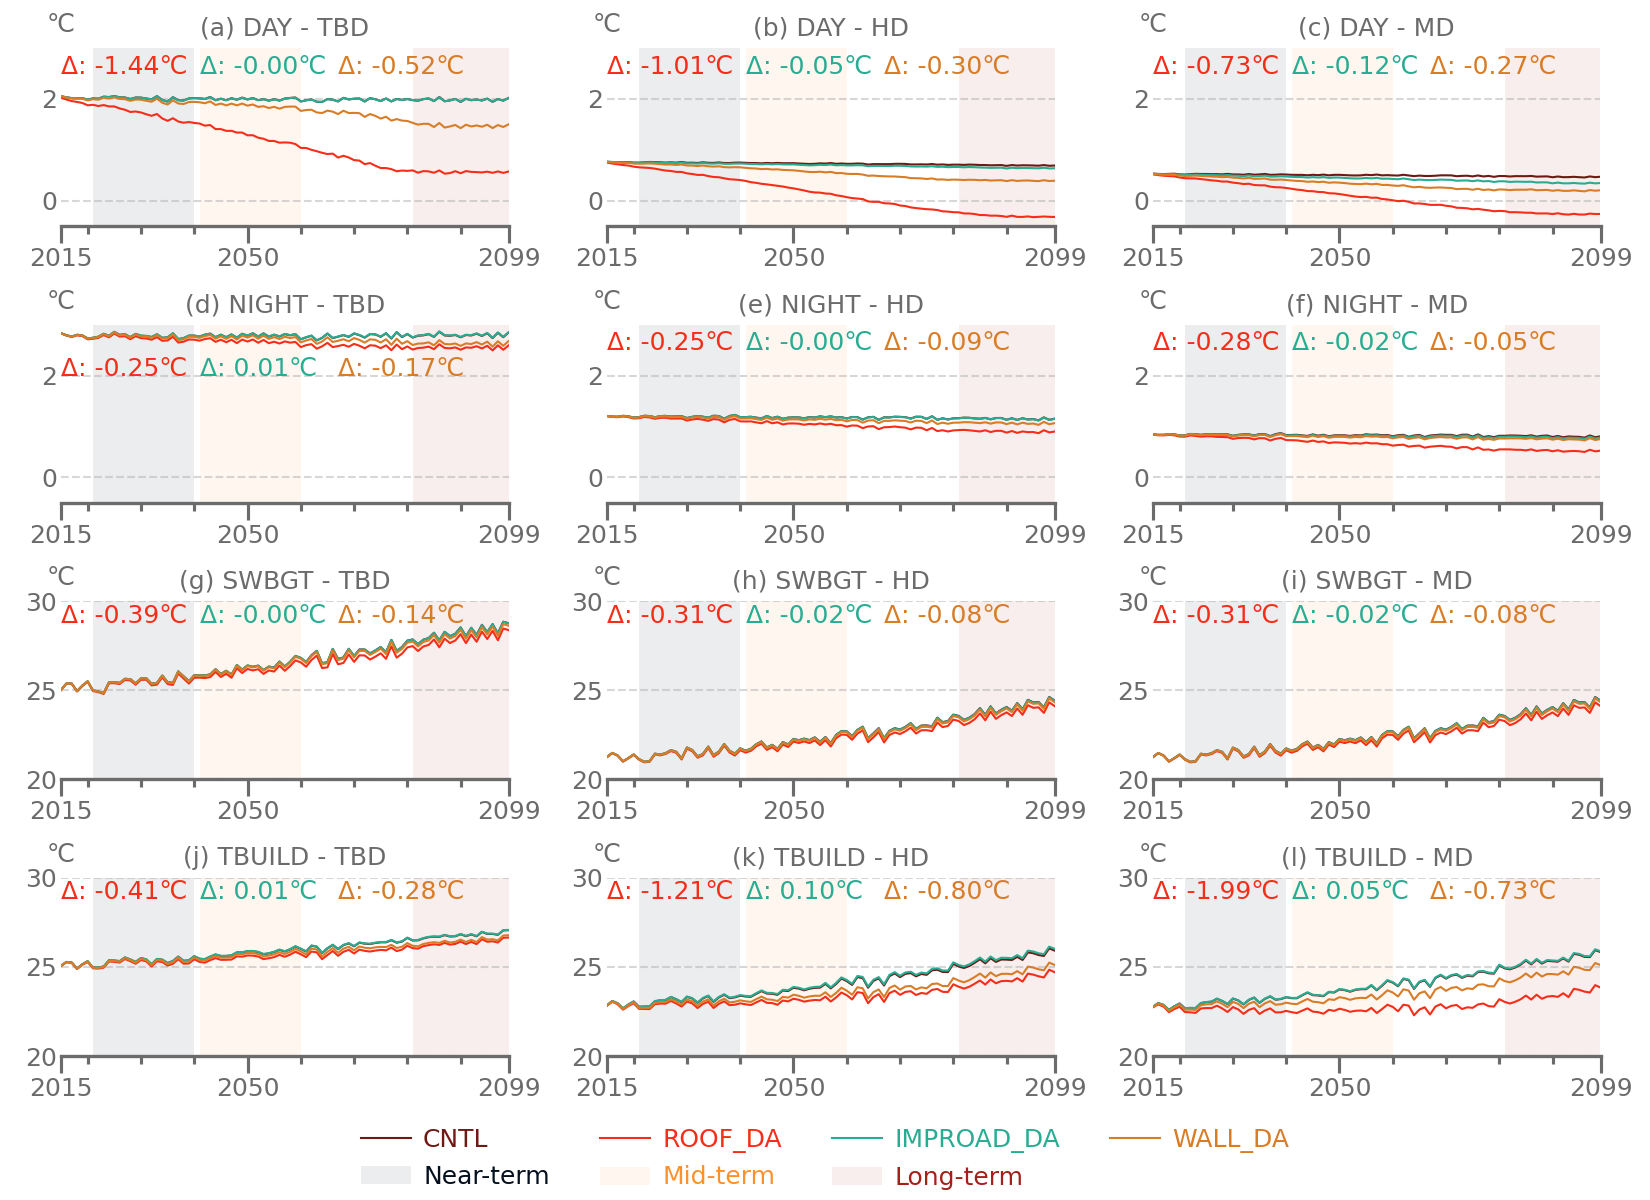 °C (a) DAY - TBD °C (b) DAY - HD °C (c) DAY - MD
Δ: -1.44°C Δ: -0.00°C Δ: -0.52°C Δ: -1.01°C Δ: -0.05°C Δ: -0.30°C Δ: -0.73°C Δ: -0.12°C Δ: -0.27°C
2 2 2
0 0 0
2015 2050 2099 2015 2050 2099 2015 2050 2099
°C (d) NIGHT - TBD °C (e) NIGHT - HD °C (f) NIGHT - MD
Δ: -0.25°C Δ: -0.00°C Δ: -0.09°C Δ: -0.28°C Δ: -0.02°C Δ: -0.05°C
2 Δ: -0.25°C Δ: 0.01°C Δ: -0.17°C 2 2
0 0 0
2015 2050 2099 2015 2050 2099 2015 2050 2099
°C (g) SWBGT - TBD °C (h) SWBGT - HD °C (i) SWBGT - MD
30 30 30
Δ: -0.39°C Δ: -0.00°C Δ: -0.14°C Δ: -0.31°C Δ: -0.02°C Δ: -0.08°C Δ: -0.31°C Δ: -0.02°C Δ: -0.08°C
25 25 25
20 20 20
2015 2050 2099 2015 2050 2099 2015 2050 2099
°C (j) TBUILD - TBD °C (k) TBUILD - HD °C (l) TBUILD - MD
30 30 30
Δ: -0.41°C Δ: 0.01°C Δ: -0.28°C Δ: -1.21°C Δ: 0.10°C Δ: -0.80°C Δ: -1.99°C Δ: 0.05°C Δ: -0.73°C
25 25 25
20 20 20
2015 2050 2099 2015 2050 2099 2015 2050 2099
CNTL ROOF_DA IMPROAD_DA WALL_DA
Near-term Mid-term Long-term